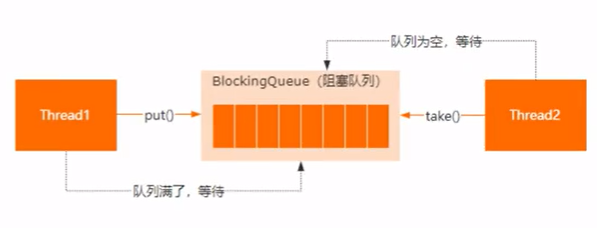 队列为空，等待
BlockingQueue（阻塞队列）
Thread1
put()
take()
Thread2
队列满了，等待